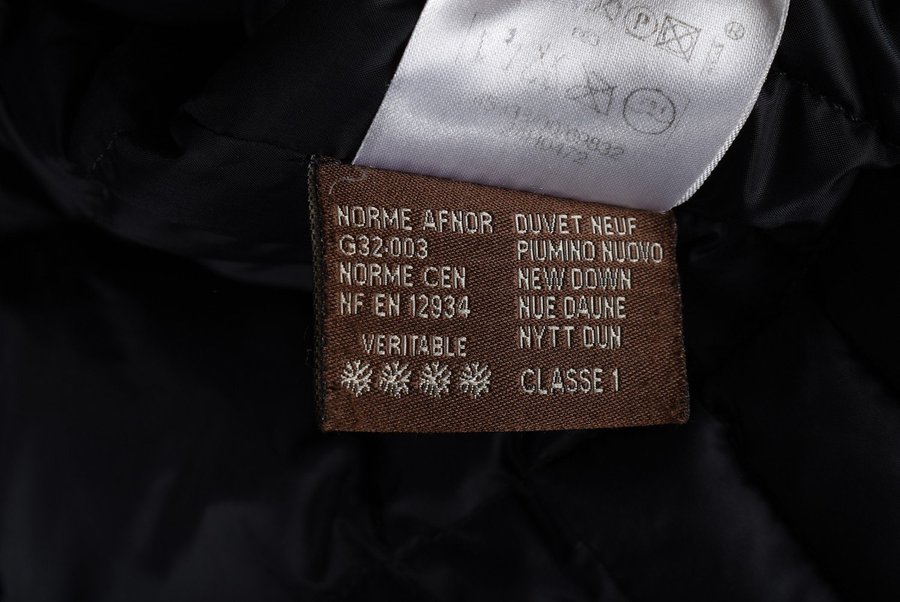 P
®
NORME AFNOR
G32·003
NORME CEN
NF EN 12934
VERITABLE
DUVET NEUF
PIUMINO NUOVO
NEW DOWN
NUE DAUNE
NYTT DUN
CLASSE 1